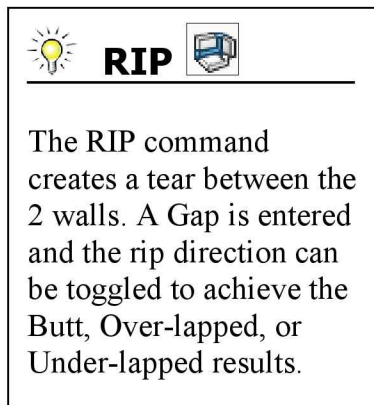 RIP
The RIP command
creates a tear between the
2 walls. A Gap is entered
and the rip direction can
be toggled to achieve the
Butt, Over-lapped, or
Under-lapped results.